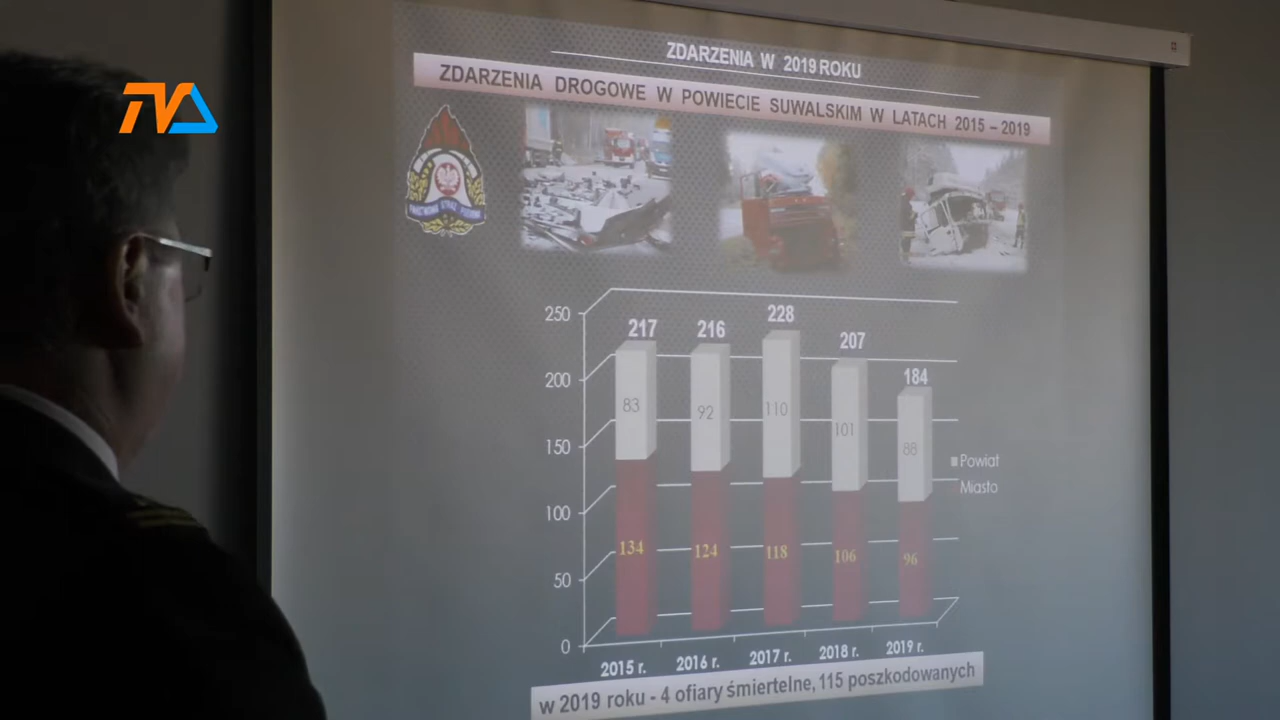 TVA
ZDARZENIA W 2019 ROKU
ZDARZENIA DROGOWE W POWIECIE SUWALSKIM W LATACH 2015 – 2019
250
200
150
100
50
0
217
216
228
207
184
83
92
110
101
88
134
124
118
106
96
Powiat
Miasto
2015 r.
2016 r.
2017 r.
2018 r.
2019 r.
w 2019 roku - 4 ofiary śmiertelne, 115 poszkodowanych